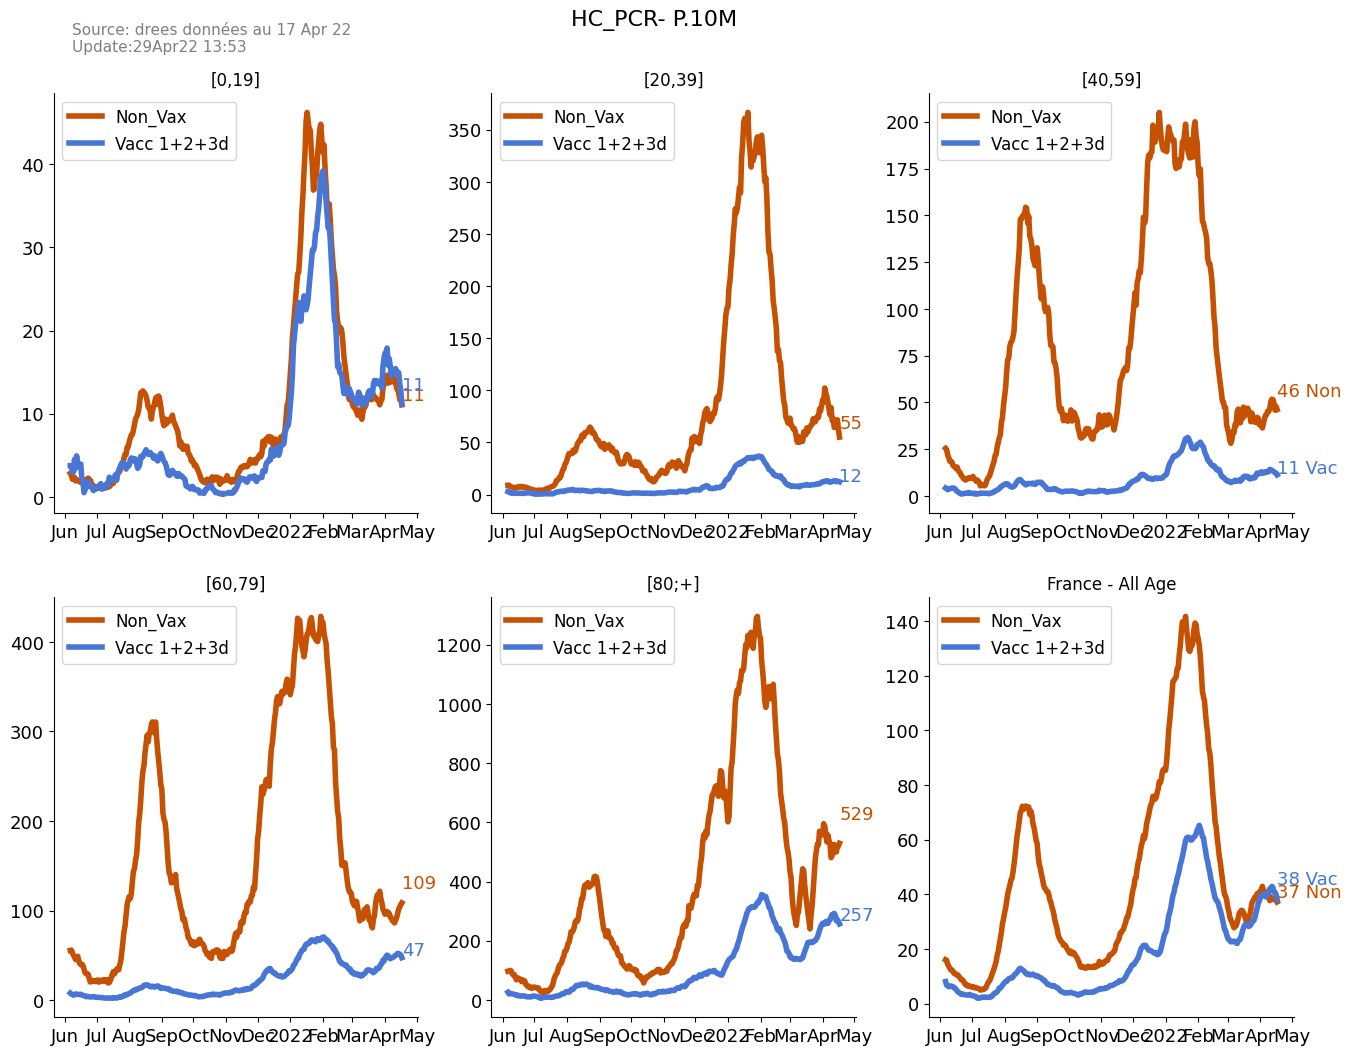 HC_PCR- P.10M
Source: drees données au 17 Apr 22
Update:29Apr22 13:53
[0,19]
Non_Vax
Vacc 1+2+3d
40
30
20
10
0
11
11
Jun Jul Aug Sep Oct Nov Dec 2022 Feb Mar Apr May
[20,39]
Non_Vax
Vacc 1+2+3d
350
300
250
200
150
100
50
0
55
12
Jun Jul Aug Sep Oct Nov Dec 2022 Feb Mar Apr May
[40,59]
Non_Vax
Vacc 1+2+3d
200
175
150
125
100
75
50
25
0
46 Non
11 Vac
Jun Jul Aug Sep Oct Nov Dec 2022 Feb Mar Apr May
[60,79]
Non_Vax
Vacc 1+2+3d
400
300
200
100
0
109
47
Jun Jul Aug Sep Oct Nov Dec 2022 Feb Mar Apr May
[80;+]
Non_Vax
Vacc 1+2+3d
1200
1000
800
600
400
200
0
529
257
Jun Jul Aug Sep Oct Nov Dec 2022 Feb Mar Apr May
France - All Age
Non_Vax
Vacc 1+2+3d
140
120
100
80
60
40
20
0
38 Vac
37 Non
Jun Jul Aug Sep Oct Nov Dec 2022 Feb Mar Apr May